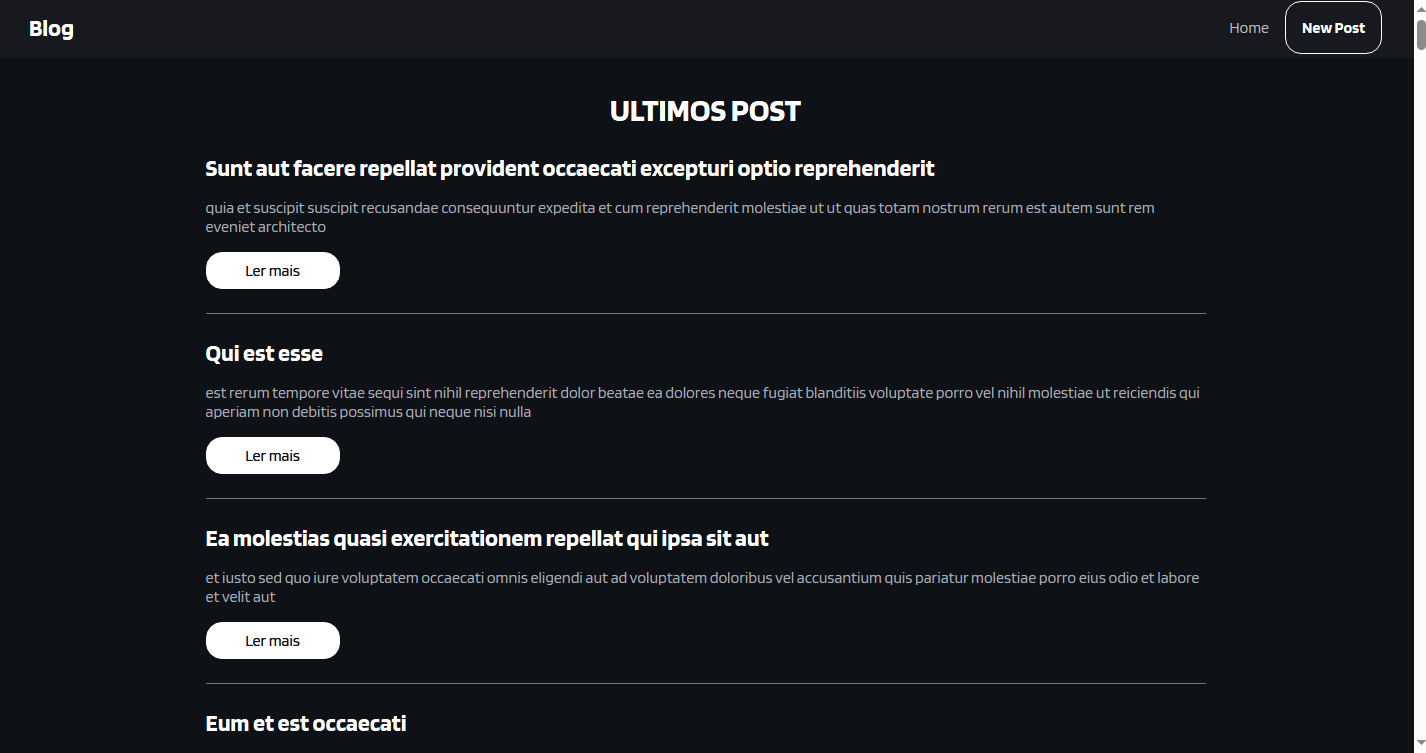 Blog
Home
New Post
ULTIMOS POST
Sunt aut facere repellat provident occaecati excepturi optio reprehenderit
quia et suscipit suscipit recusandae consequuntur expedita et cum reprehenderit molestiae ut ut quas totam nostrum rerum est autem sunt rem
eveniet architecto
Ler mais
Qui est esse
est rerum tempore vitae sequi sint nihil reprehenderit dolor beatae ea dolores neque fugiat blanditiis voluptate porro vel nihil molestiae ut reiciendis qui
aperiam non debitis possimus qui neque nisi nulla
Ler mais
Ea molestias quasi exercitationem repellat qui ipsa sit aut
et iusto sed quo iure voluptatem occaecati omnis eligendi aut ad voluptatem doloribus vel accusantium quis pariatur molestiae porro eius odio et labore
et velit aut
Ler mais
Eum et est occaecati